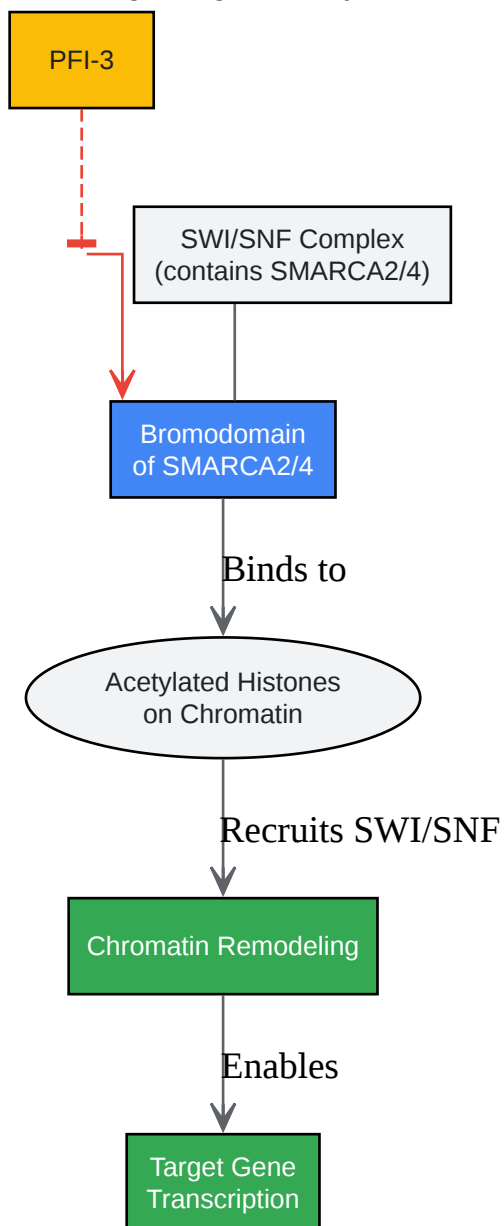 PFI-3
SWI/SNF Complex
(contains SMARCA2/4)
Bromodomain
of SMARCA2/4
Binds to
Acetylated Histones
on Chromatin
Recruits SWI/SNF
Chromatin Remodeling
Enables
Target Gene
Transcription